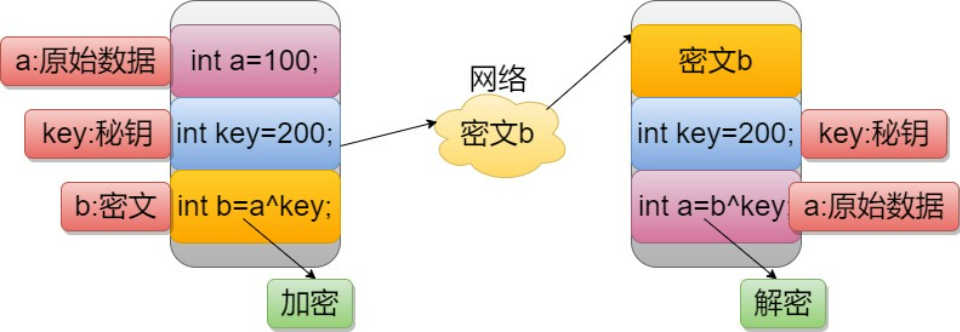 a:原始数据
int a=100;
key:秘钥
int key=200;
b:密文
int b=a^key;
加密
网络
密文b
密文b
int key=200;
key:秘钥
int a=b^key;
a:原始数据
解密